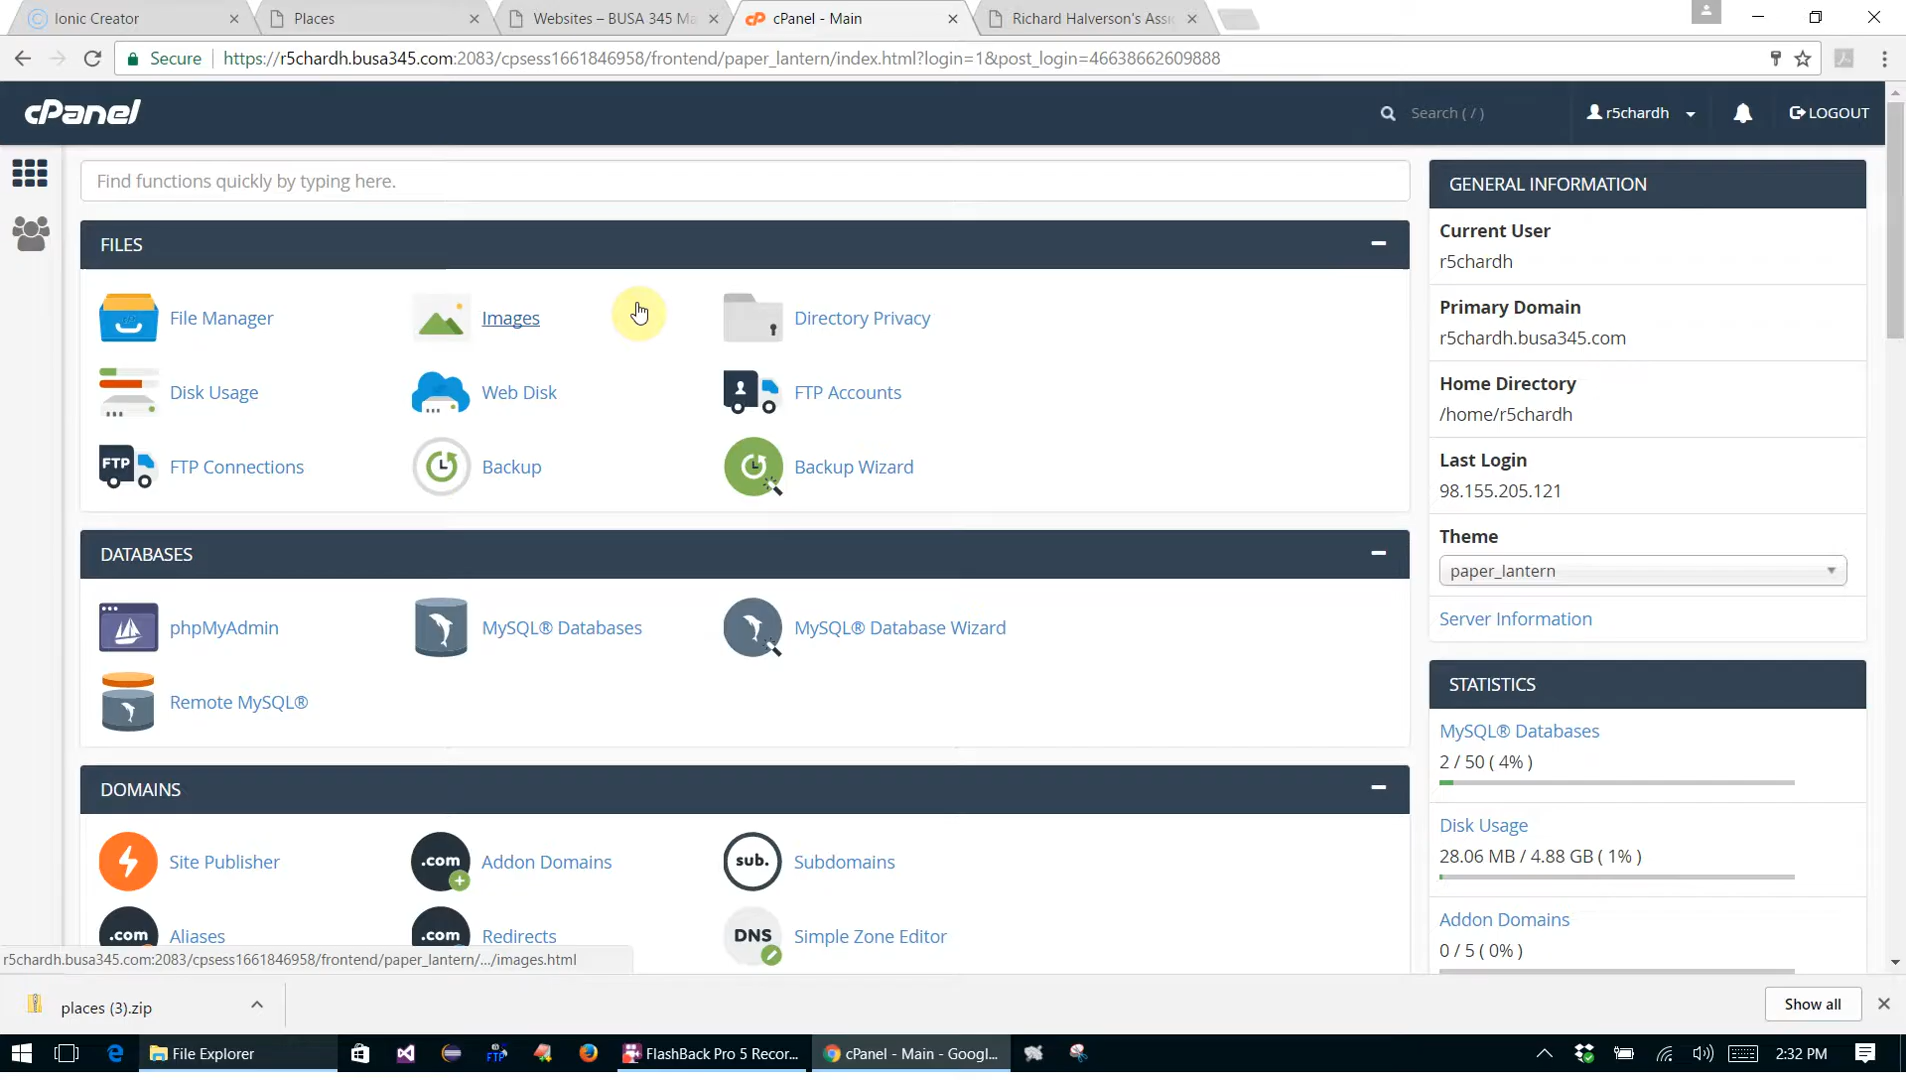 Ionic Creator
Places
Websites – BUSA 345 Ma
cPanel - Main
Richard Halverson's Assi
Secure
https://r5chardh.busa345.com:2083/cpsess1661846958/frontend/paper_lantern/index.html?login=1&post_login=46638662609888
cPanel
Search ( / )
r5chardh
LOGOUT
Find functions quickly by typing here.
FILES
File Manager
Images
Directory Privacy
Disk Usage
Web Disk
FTP Accounts
FTP
FTP Connections
Backup
Backup Wizard
DATABASES
phpMyAdmin
MySQL® Databases
MySQL® Database Wizard
Remote MySQL®
DOMAINS
Site Publisher
.com
Addon Domains
sub.
Subdomains
.com
Aliases
.com
Redirects
DNS
Simple Zone Editor
GENERAL INFORMATION
Current User
r5chardh
Primary Domain
r5chardh.busa345.com
Home Directory
/home/r5chardh
Last Login
98.155.205.121
Theme
paper_lantern
Server Information
STATISTICS
MySQL® Databases
2 / 50 ( 4% )
Disk Usage
28.06 MB / 4.88 GB ( 1% )
Addon Domains
0 / 5 ( 0% )
r5chardh.busa345.com:2083/cpsess1661846958/frontend/paper_lantern/.../images.html
places (3).zip
Show all
File Explorer
FTP
FlashBack Pro 5 Recor...
cPanel - Main - Googl...
2:32 PM